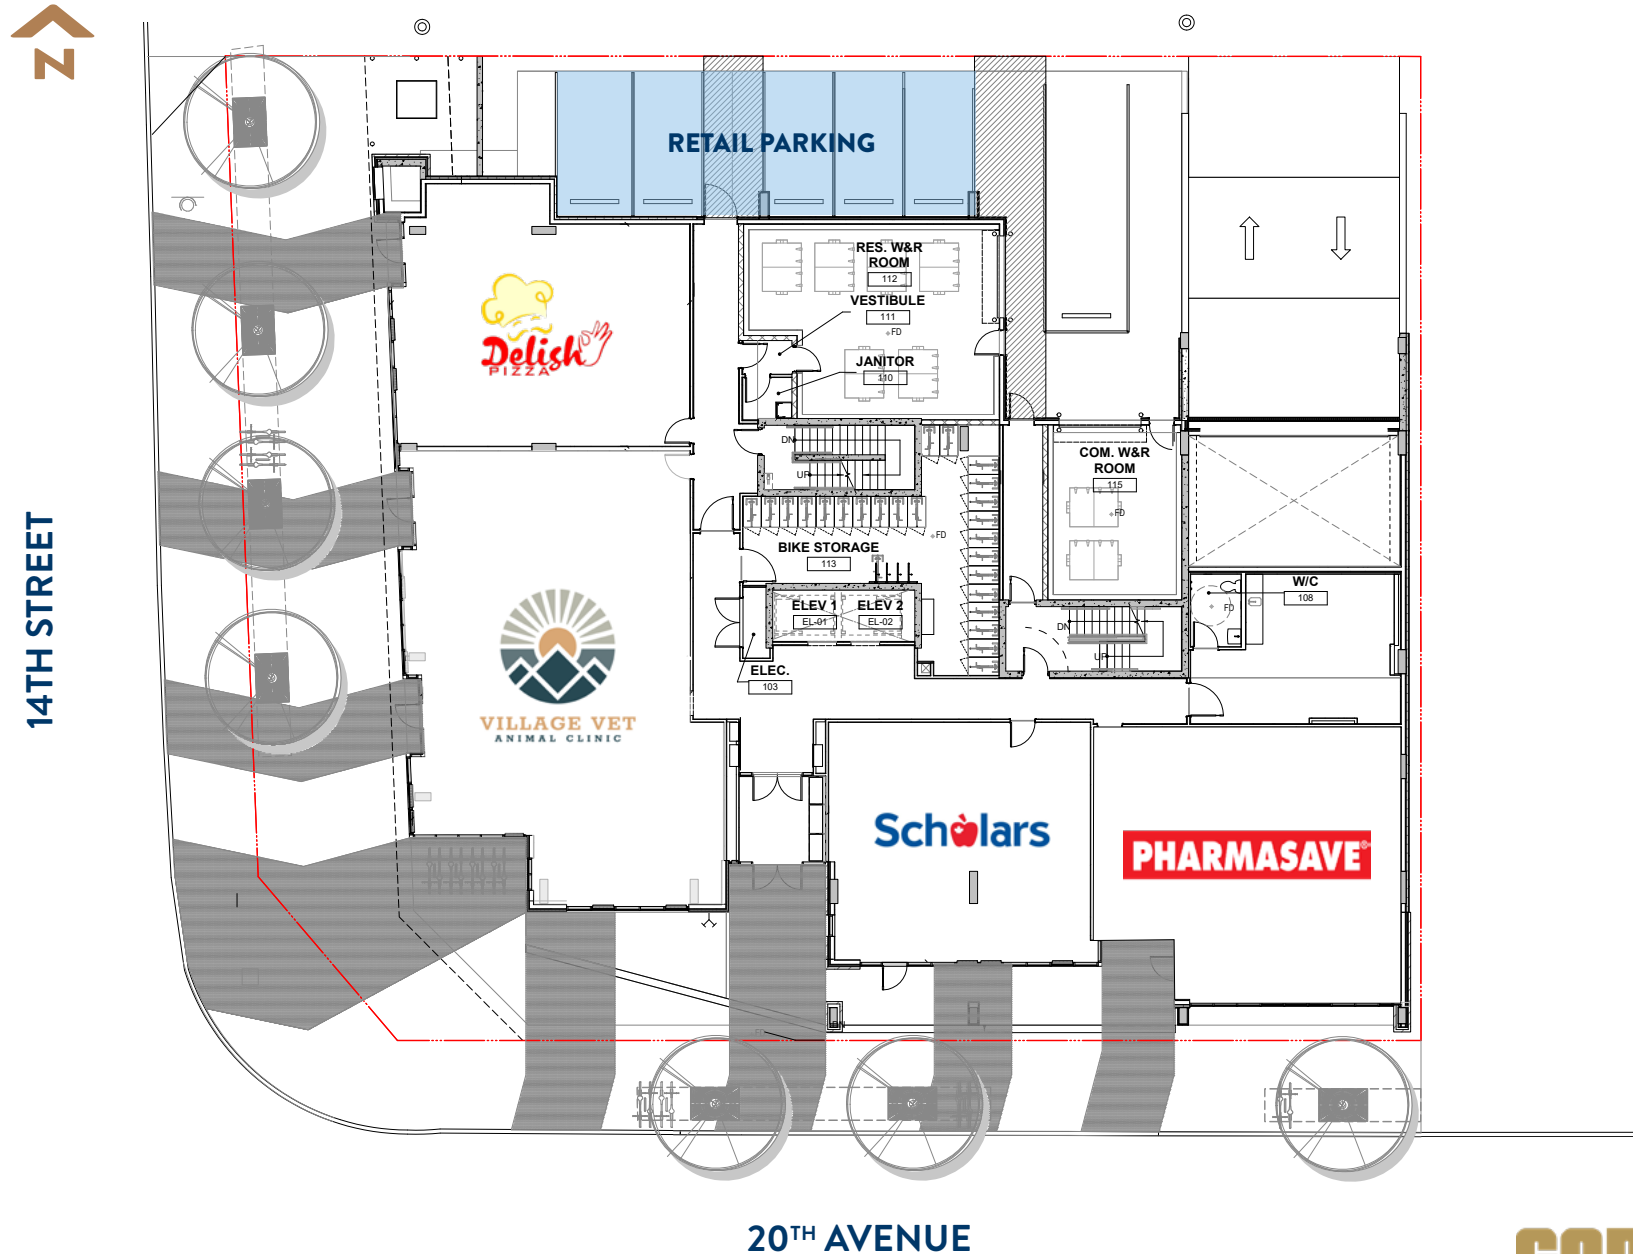 N
RETAIL PARKING
RES. W&R
ROOM
112
VESTIBULE
111
FD
JANITOR
110
Delish
PIZZA
DN
UP
COM. W&R
ROOM
115
FD
FD
BIKE STORAGE
113
ELEV 1
EL-01
ELEV 2
EL-02
W/C
108
FD
DN
UP
ELEC.
103
14TH STREET
VILLAGE VET
ANIMAL CLINIC
Scholars
PHARMASAVE®
20TH AVENUE